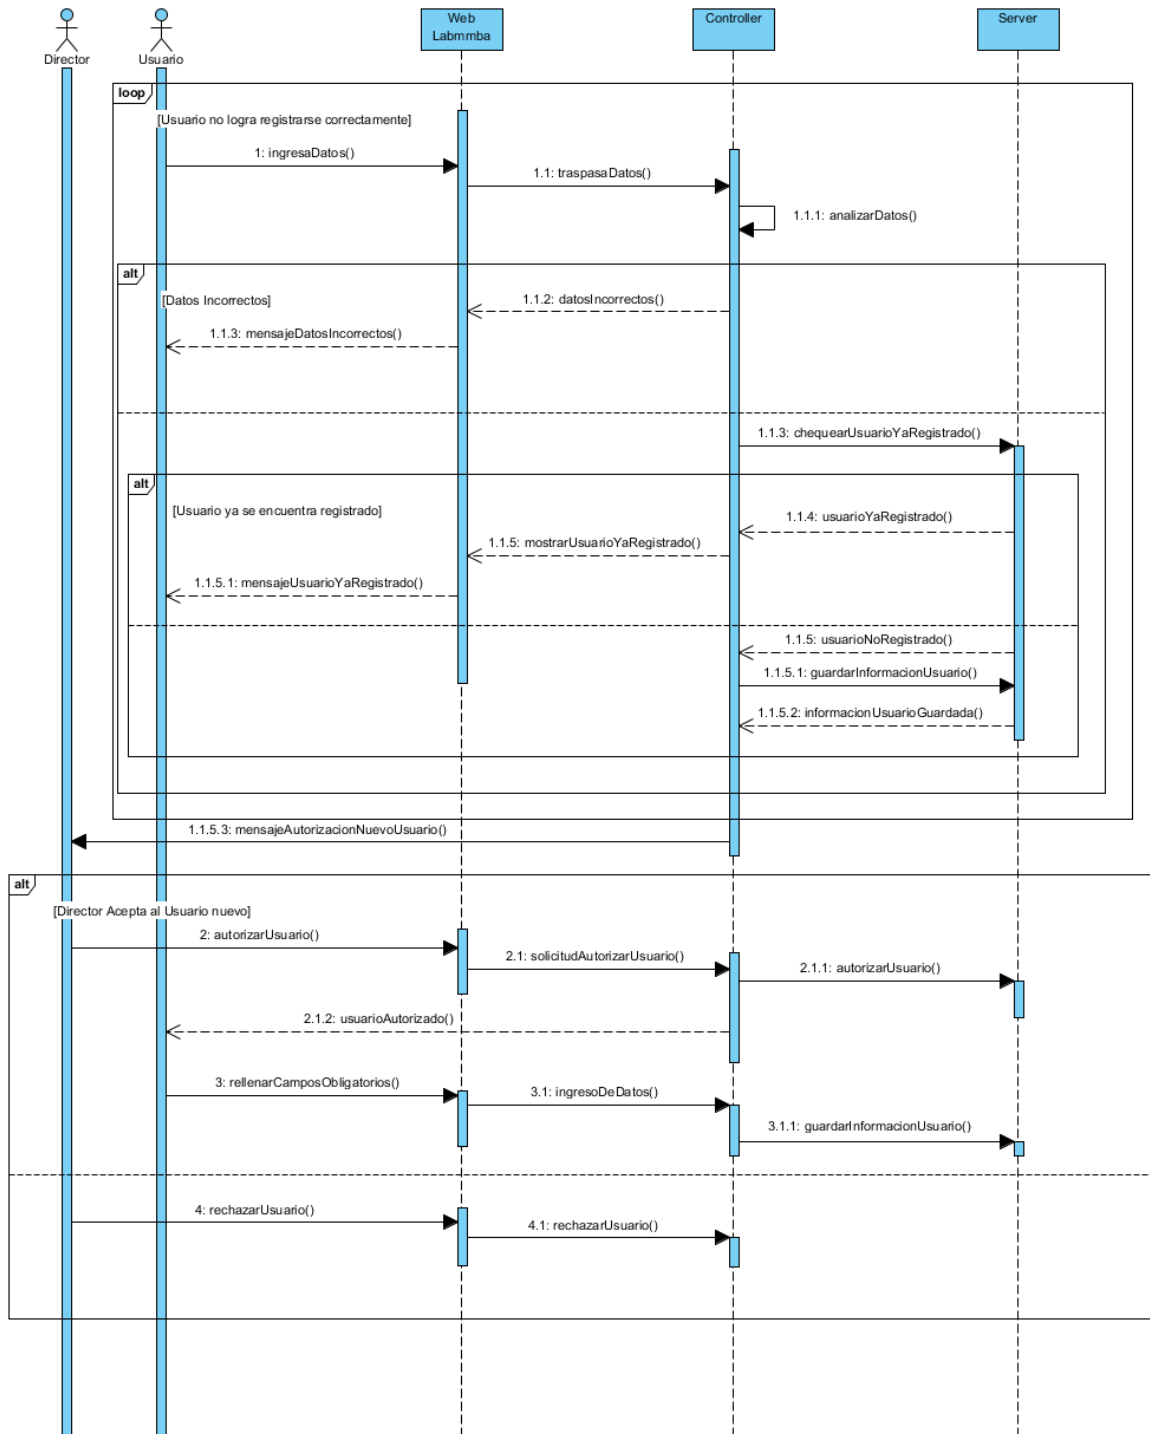 Director
Usuario
Web
Labmmba
Controller
Server
loop
[Usuario no logra registrarse correctamente]
1: ingresaDatos()
1.1: traspasaDatos()
1.1.1: analizarDatos()
alt
[Datos Incorrectos]
1.1.2: datosIncorrectos()
1.1.3: mensajeDatosIncorrectos()
1.1.3: chequearUsuarioYaRegistrado()
alt
[Usuario ya se encuentra registrado]
1.1.4: usuarioYaRegistrado()
1.1.5: mostrarUsuarioYaRegistrado()
1.1.5.1: mensajeUsuarioYaRegistrado()
1.1.5: usuarioNoRegistrado()
1.1.5.1: guardarInformacionUsuario()
1.1.5.2: informacionUsuarioGuardada()
1.1.5.3: mensajeAutorizacionNuevoUsuario()
alt
[Director Acepta al Usuario nuevo]
2: autorizarUsuario()
2.1: solicitudAutorizarUsuario()
2.1.1: autorizarUsuario()
2.1.2: usuarioAutorizado()
3: rellenarCamposObligatorios()
3.1: ingresoDeDatos()
3.1.1: guardarInformacionUsuario()
4: rechazarUsuario()
4.1: rechazarUsuario()